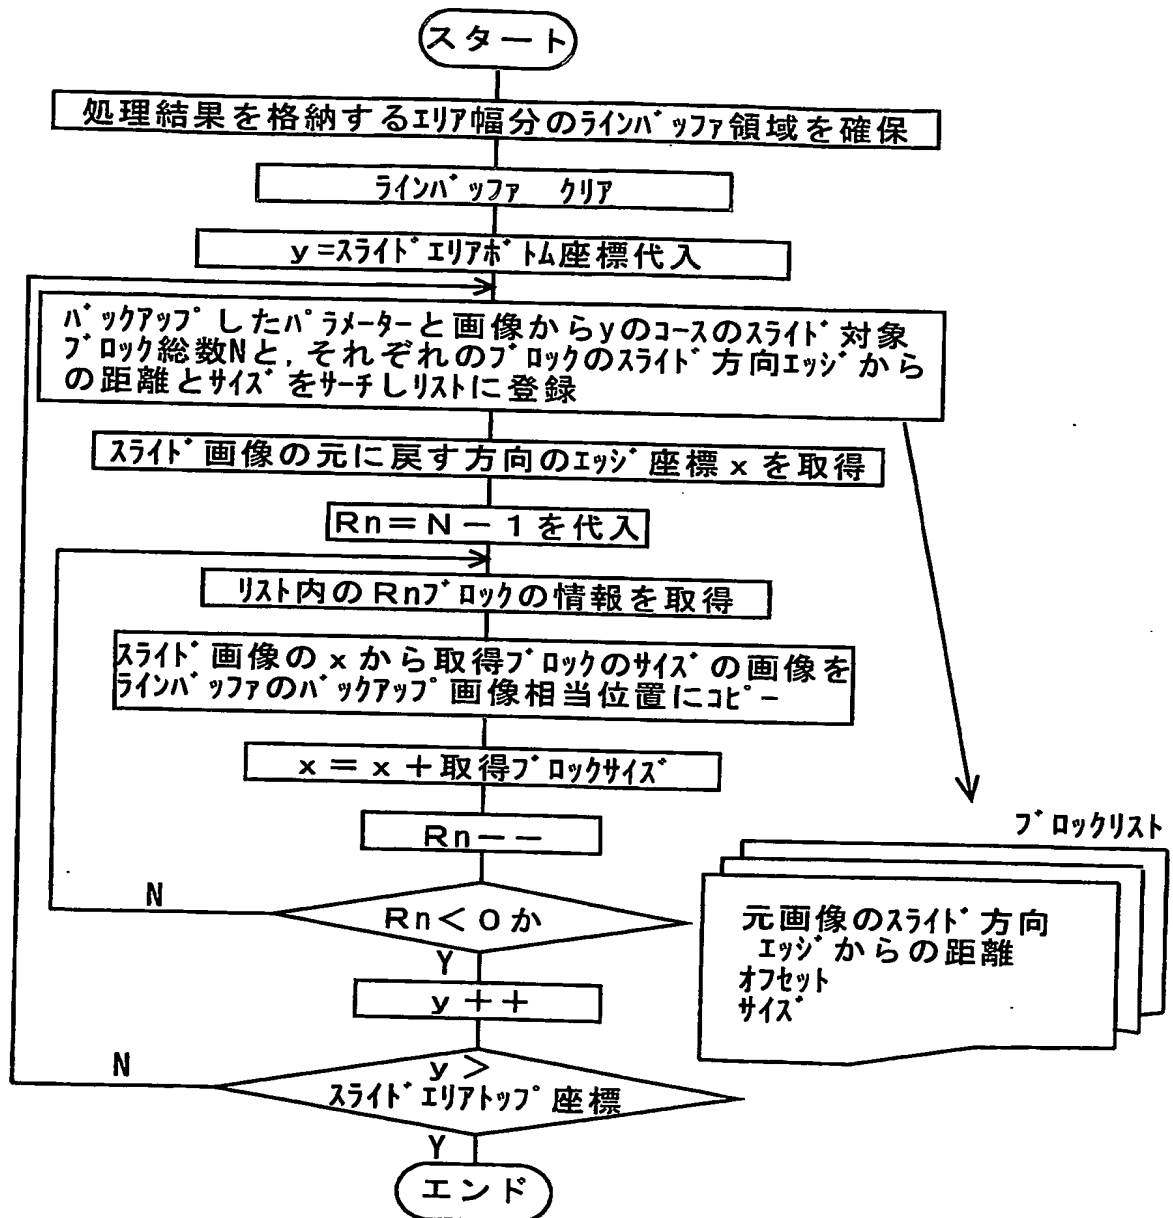 スタート
処理結果を格納するエリア幅分のラインバッファ領域を確保
ラインバッファ クリア
y=スライドエリアボトム座標代入
バックアップしたパラメーターと画像からyのコースのスライド対象
ブロック総数Nと,それぞれのブロックのスライド方向エッジから
の距離とサイズをサーチしリストに登録
スライド画像の元に戻す方向のエッジ座標xを取得
Rn=N-1を代入
リスト内のRnブロックの情報を取得
スライド画像のxから取得ブロックのサイズの画像を
ラインバッファのバックアップ画像相当位置にコピー
x=x+取得ブロックサイズ
Rn--
ブロックリスト
N
Rn<0か
Y
元画像のスライド方向
エッジからの距離
オフセット
サイズ
y++
N
y>
スライドエリアトップ座標
Y
エンド